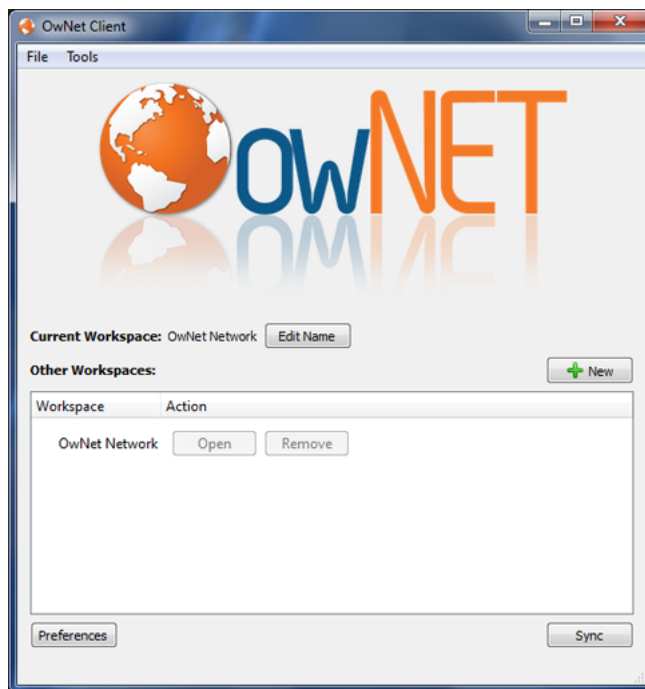 OwNet Client
File Tools
owNET
Current Workspace: OwNet Network Edit Name
Other Workspaces: New
Workspace Action
OwNet Network Open Remove
Preferences Sync